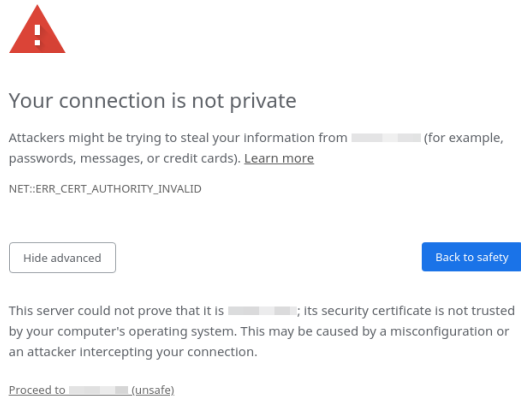 Your connection is not private
Attackers might be trying to steal your information from (for example,
passwords, messages, or credit cards). Learn more
NET::ERR_CERT_AUTHORITY_INVALID
Hide advanced
Back to safety
This server could not prove that it is ; its security certificate is not trusted
by your computer's operating system. This may be caused by a misconfiguration or
an attacker intercepting your connection.
Proceed to (unsafe)